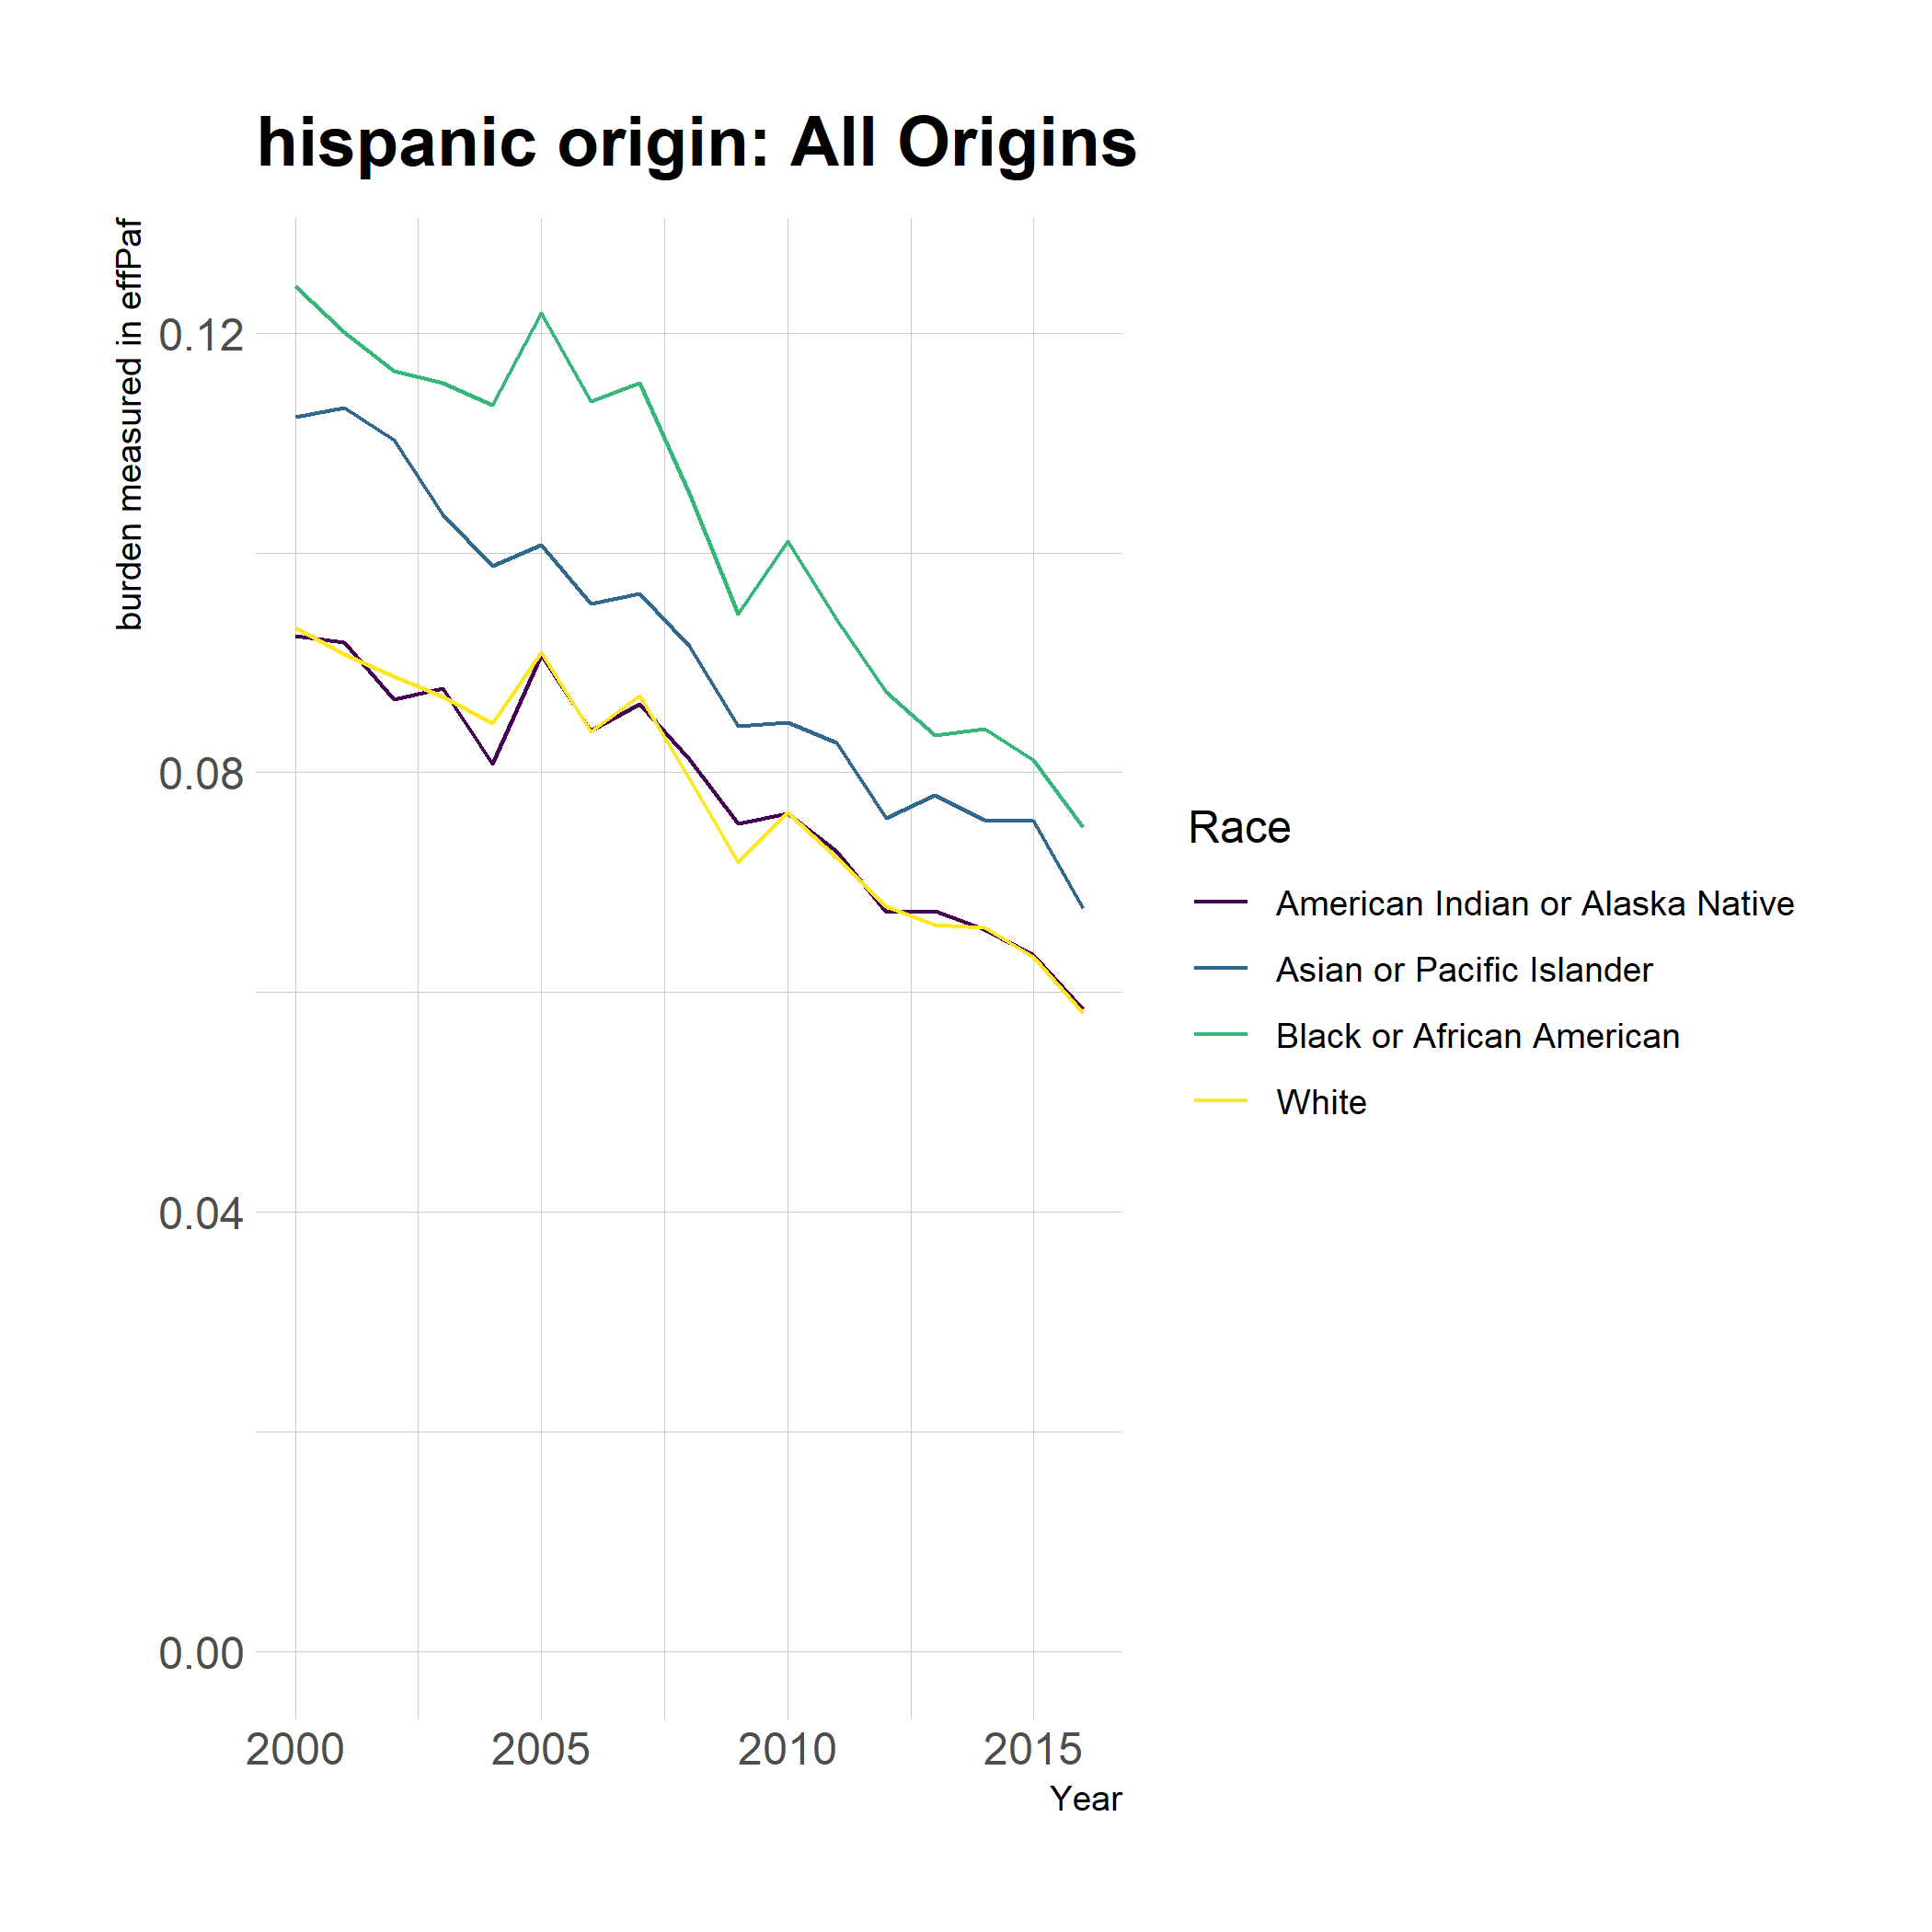 hispanic origin: All Origins
burden measured in effPaf
0.12
0.08
0.04
0.00
2000 2005 2010 2015
Year
Race
American Indian or Alaska Native
Asian or Pacific Islander
Black or African American
White